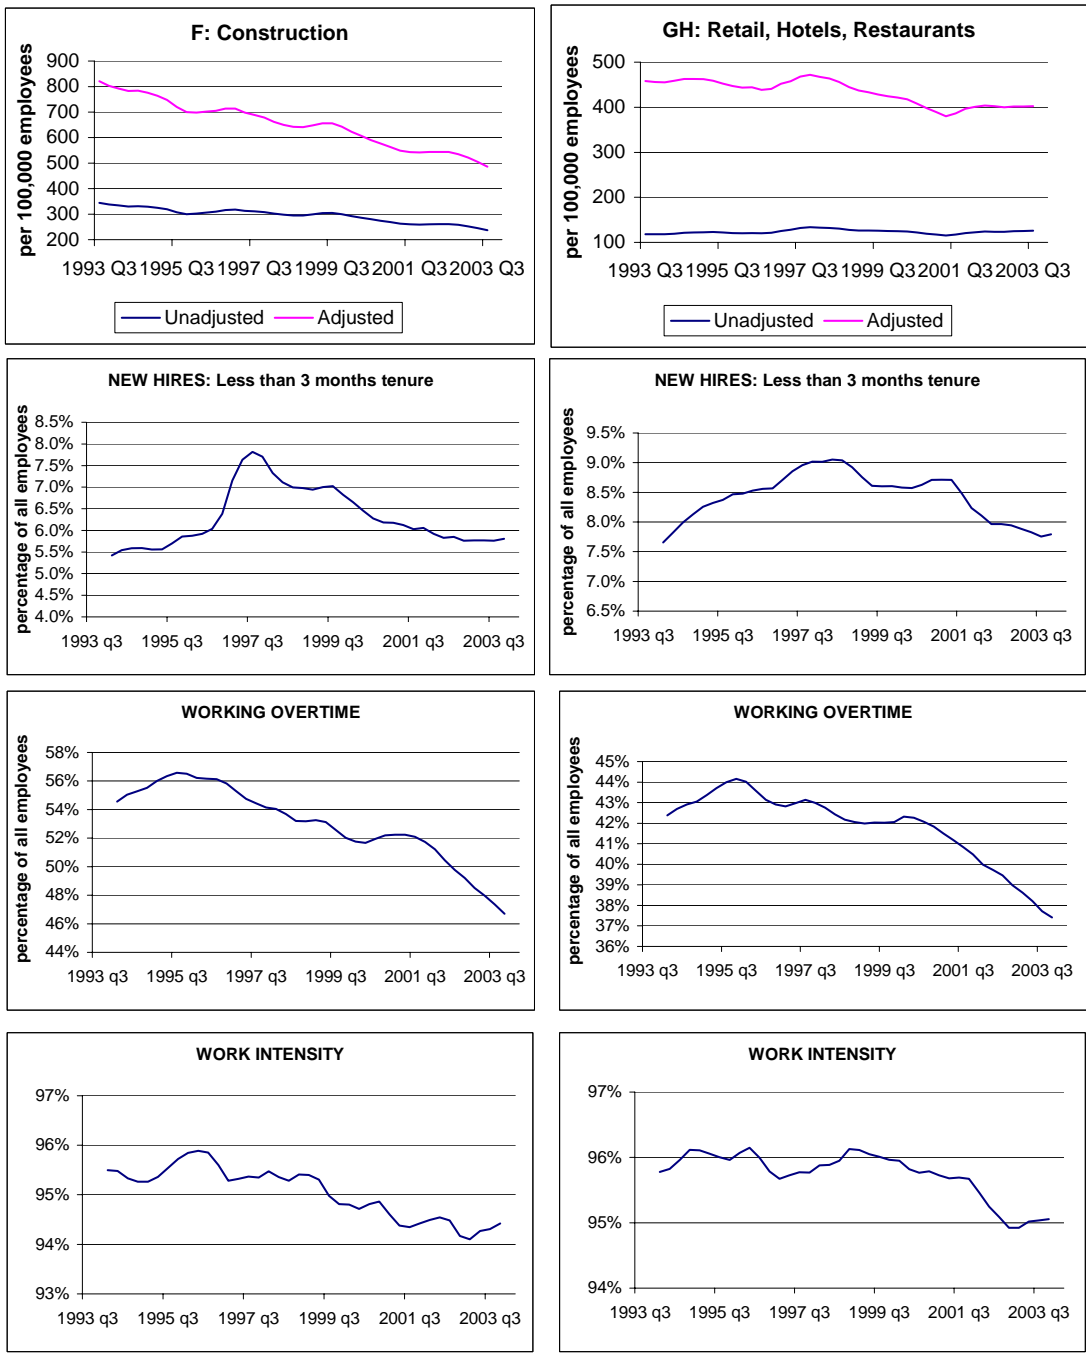 F: Construction
per 100,000 employees
900
800
700
600
500
400
300
200
1993 Q3 1995 Q3 1997 Q3 1999 Q3 2001 Q3 2003 Q3
Unadjusted Adjusted
GH: Retail, Hotels, Restaurants
per 100,000 employees
500
400
300
200
100
1993 Q3 1995 Q3 1997 Q3 1999 Q3 2001 Q3 2003 Q3
Unadjusted Adjusted
NEW HIRES: Less than 3 months tenure
percentage of all employees
8.5%
8.0%
7.5%
7.0%
6.5%
6.0%
5.5%
5.0%
4.5%
4.0%
1993 q3 1995 q3 1997 q3 1999 q3 2001 q3 2003 q3
NEW HIRES: Less than 3 months tenure
percentage of all employees
9.5%
9.0%
8.5%
8.0%
7.5%
7.0%
6.5%
1993 q3 1995 q3 1997 q3 1999 q3 2001 q3 2003 q3
WORKING OVERTIME
percentage of all employees
58%
56%
54%
52%
50%
48%
46%
44%
1993 q3 1995 q3 1997 q3 1999 q3 2001 q3 2003 q3
WORKING OVERTIME
percentage of all employees
45%
44%
43%
42%
41%
40%
39%
38%
37%
36%
1993 q3 1995 q3 1997 q3 1999 q3 2001 q3 2003 q3
WORK INTENSITY
97%
96%
95%
94%
93%
1993 q3 1995 q3 1997 q3 1999 q3 2001 q3 2003 q3
WORK INTENSITY
97%
96%
95%
94%
1993 q3 1995 q3 1997 q3 1999 q3 2001 q3 2003 q3